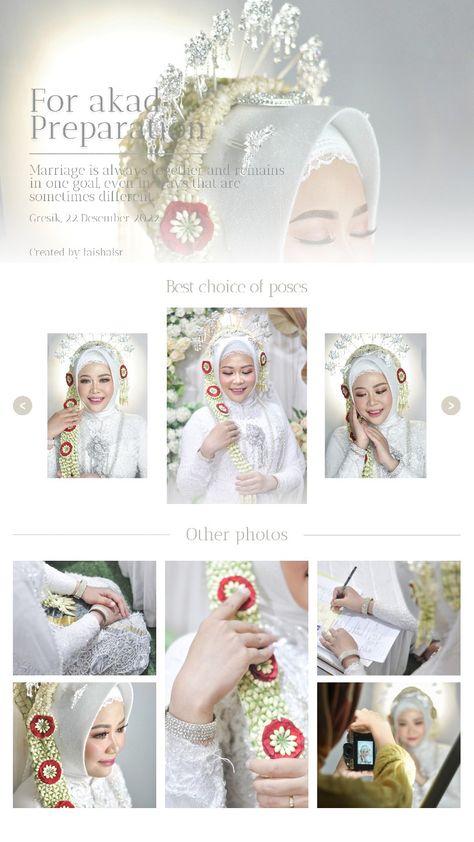 For akad
Preparation
Marriage is always together and remains
in one goal, even in ways that are
sometimes different
Gresik, 22 Desember 2022
Created by faishalsr
Best choice of poses
<
>
Other photos